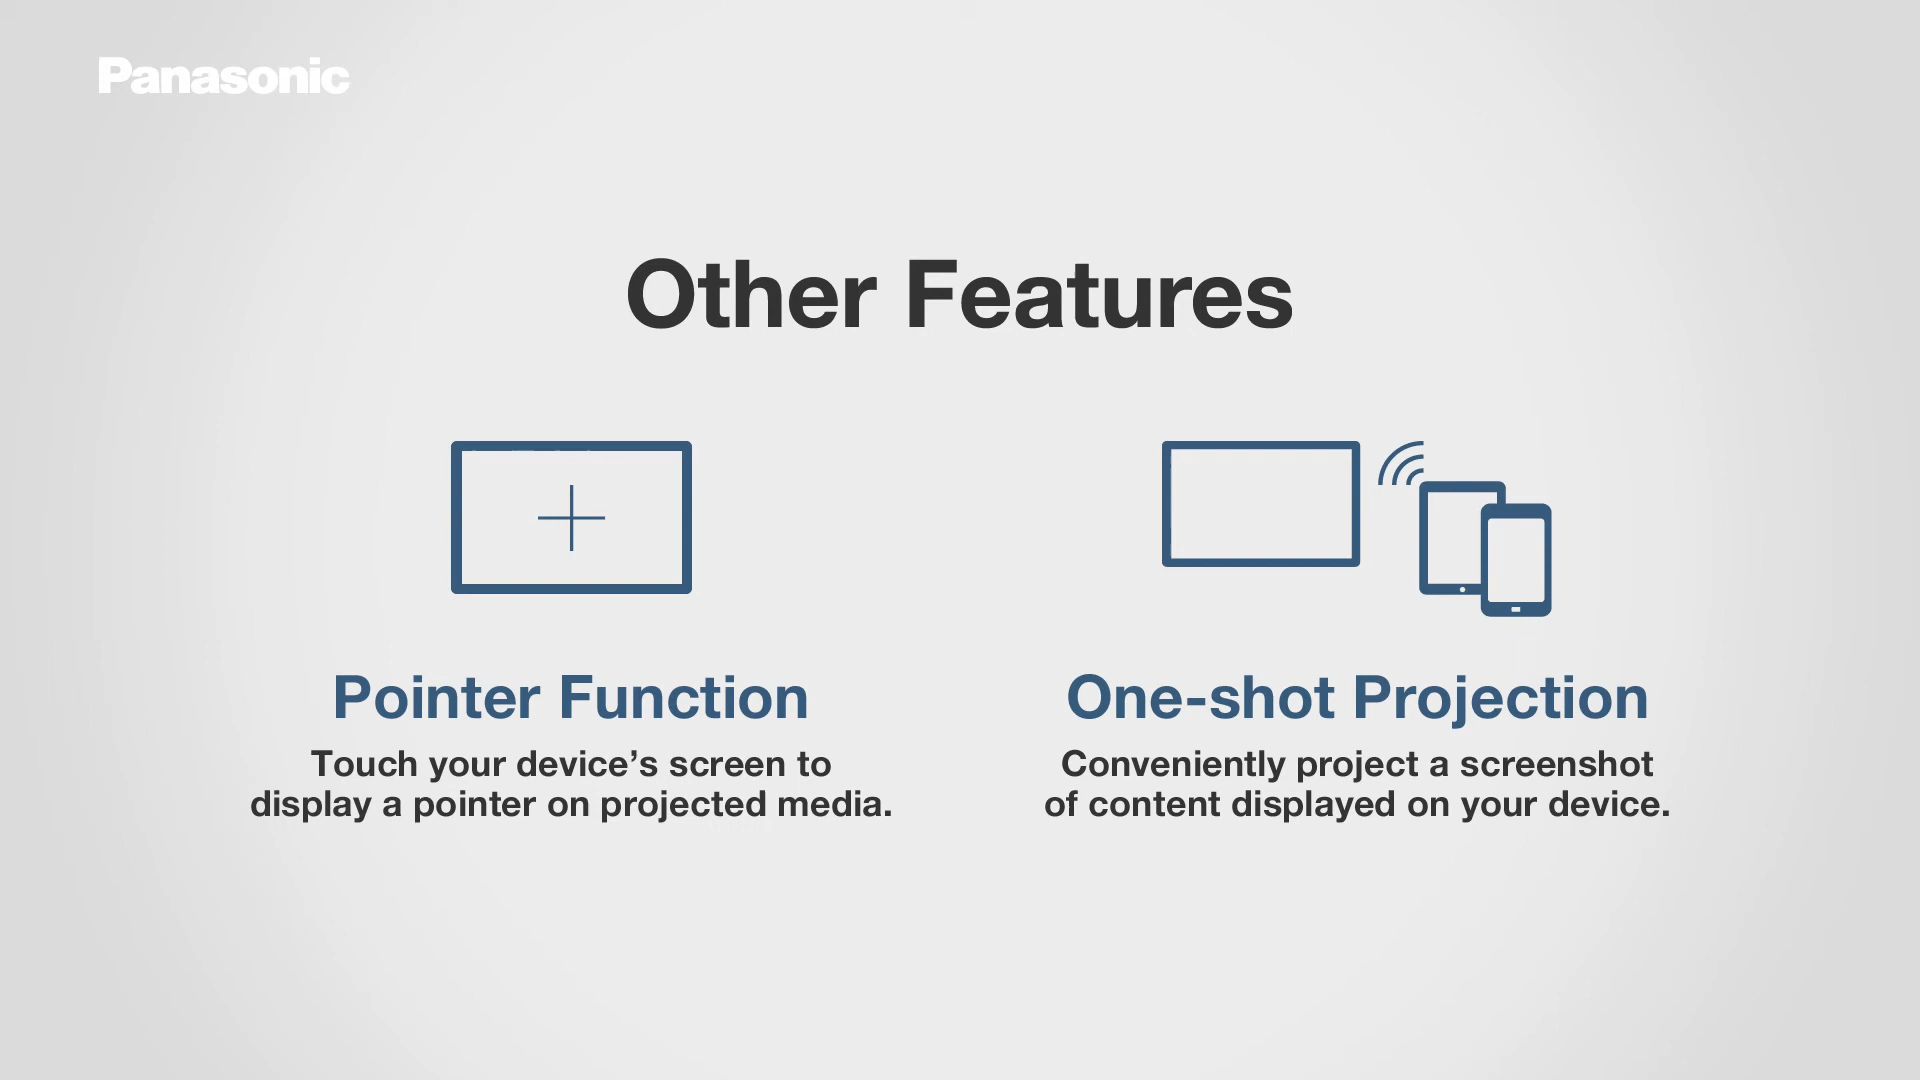 Panasonic
Other Features
Pointer Function
Touch your device’s screen to
display a pointer on projected media.
One-shot Projection
Conveniently project a screenshot
of content displayed on your device.